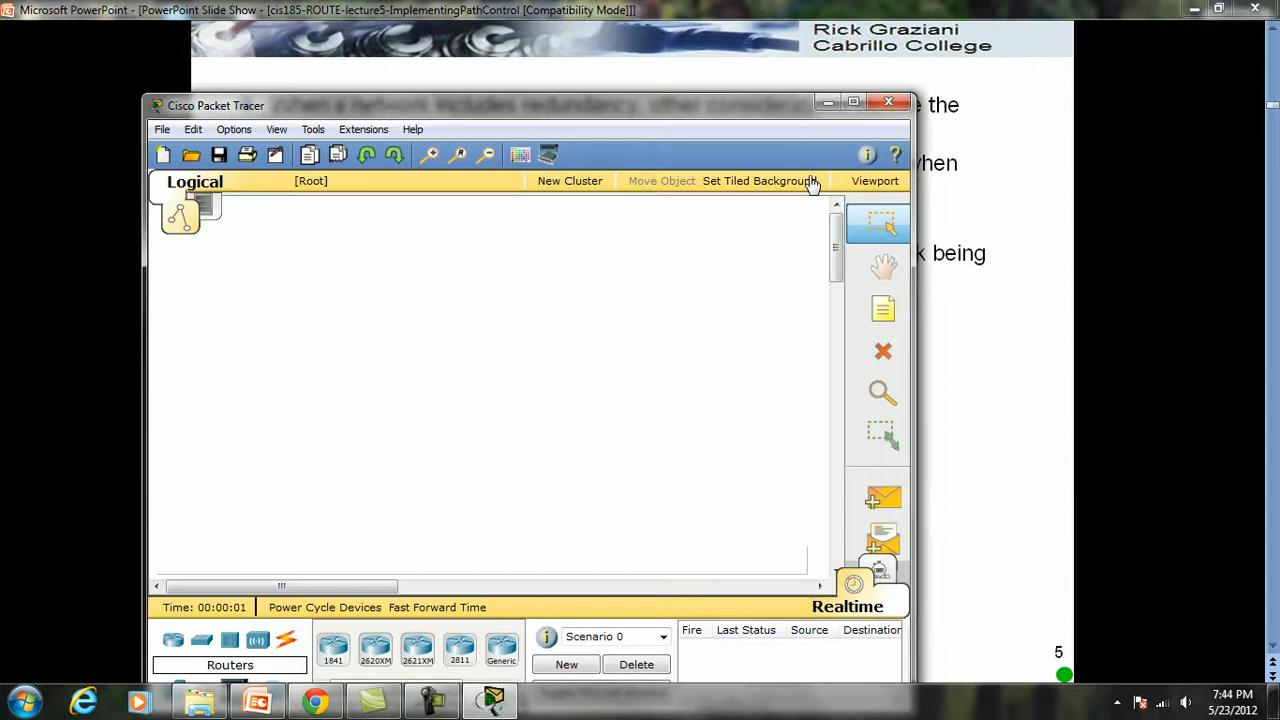 Microsoft PowerPoint - [PowerPoint Slide Show - [cis185-ROUTE-lecture5-ImplementingPathControl [Compatibility Mode]]]
Rick Graziani
Cabrillo College
the
when
being
Cisco Packet Tracer
File Edit Options View Tools Extensions Help
Logical [Root] New Cluster Move Object Set Tiled Background Viewport
Time: 00:00:01 Power Cycle Devices Fast Forward Time Realtime
Scenario 0 Fire Last Status Source Destination
1841 2620XM 2621XM 2811 Generic
Routers New Delete
5
7:44 PM
5/23/2012